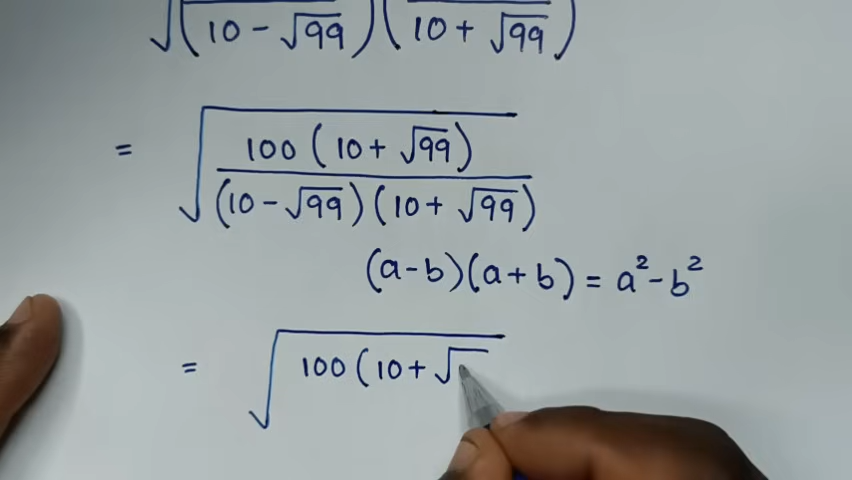 √(10 - √99)(10 + √99)
= √100 (10 + √99)
(10 - √99)(10 + √99)
(a-b)(a+b) = a² - b²
= √100 (10 + √